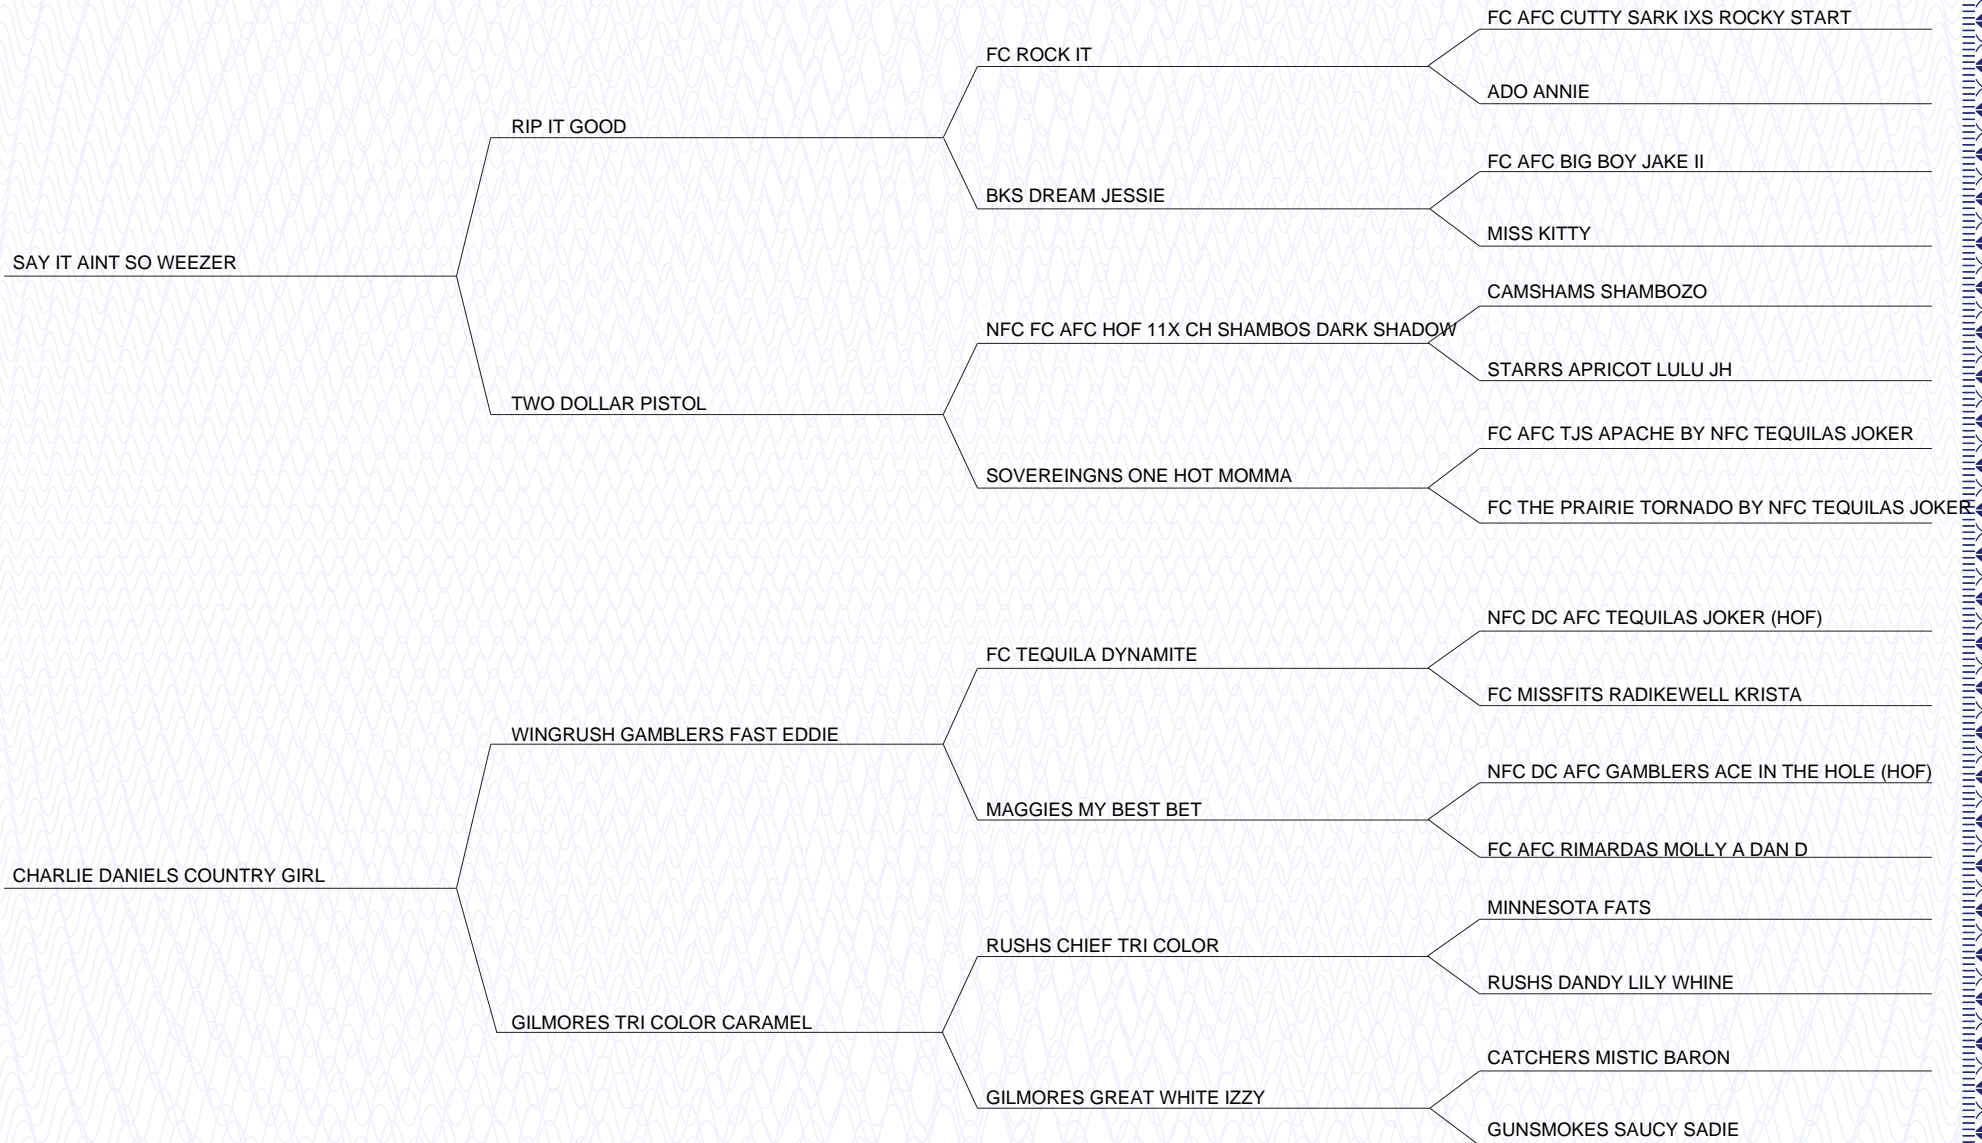 FC AFC CUTTY SARK IXS ROCKY START
FC ROCK IT
ADO ANNIE
RIP IT GOOD
FC AFC BIG BOY JAKE II
BKS DREAM JESSIE
MISS KITTY
SAY IT AINT SO WEEZER
CAMSHAMS SHAMBOZO
NFC FC AFC HOF 11X CH SHAMBOS DARK SHADOW
STARRS APRICOT LULU JH
TWO DOLLAR PISTOL
FC AFC TJS APACHE BY NFC TEQUILAS JOKER
SOVEREINGNS ONE HOT MOMMA
FC THE PRAIRIE TORNADO BY NFC TEQUILAS JOKER
NFC DC AFC TEQUILAS JOKER (HOF)
FC TEQUILA DYNAMITE
FC MISSFITS RADIKEWELL KRISTA
WINGRUSH GAMBLERS FAST EDDIE
NFC DC AFC GAMBLERS ACE IN THE HOLE (HOF)
MAGGIES MY BEST BET
FC AFC RIMARDAS MOLLY A DAN D
CHARLIE DANIELS COUNTRY GIRL
MINNESOTA FATS
RUSHS CHIEF TRI COLOR
RUSHS DANDY LILY WHINE
GILMORES TRI COLOR CARAMEL
CATCHERS MISTIC BARON
GILMORES GREAT WHITE IZZY
GUNSMOKES SAUCY SADIE